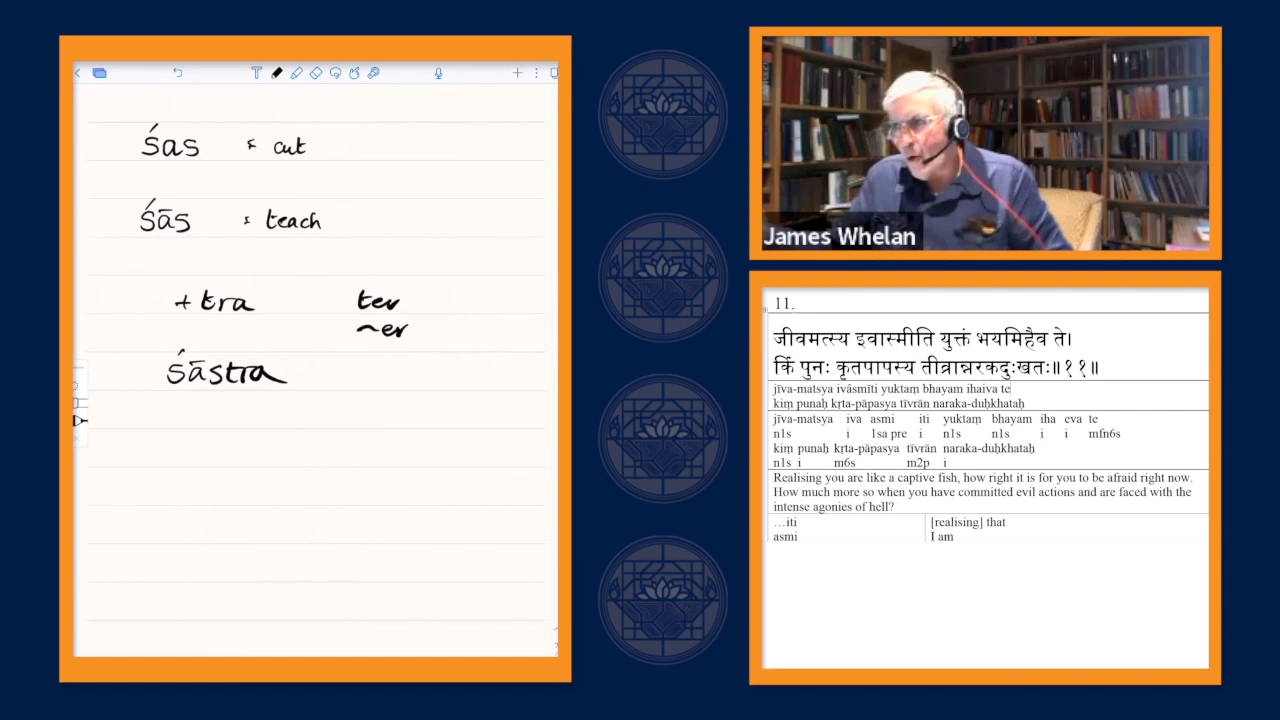 śas = cut
śās = teach
+ tra ter
~er
śāstra
James Whelan
11.
जीवमत्स्य इवास्मीति युक्तं भयमिहैव ते।
किं पुनः कृतपापस्य तीव्रान्नरकदुःखतः॥११॥
jīva-matsya ivâsmīti yuktaṃ bhayam ihaiva te
kiṃ punaḥ kṛta-pāpasya tīvrān naraka-duḥkhataḥ
jīva-matsya iva asmi iti yuktaṃ bhayam iha eva te
n1s i 1sa pre i n1s n1s i i mfn6s
kiṃ punaḥ kṛta-pāpasya tīvrān naraka-duḥkhataḥ
n1s i m6s m2p i
Realising you are like a captive fish, how right it is for you to be afraid right now.
How much more so when you have committed evil actions and are faced with the
intense agonies of hell?
…iti [realising] that
asmi I am